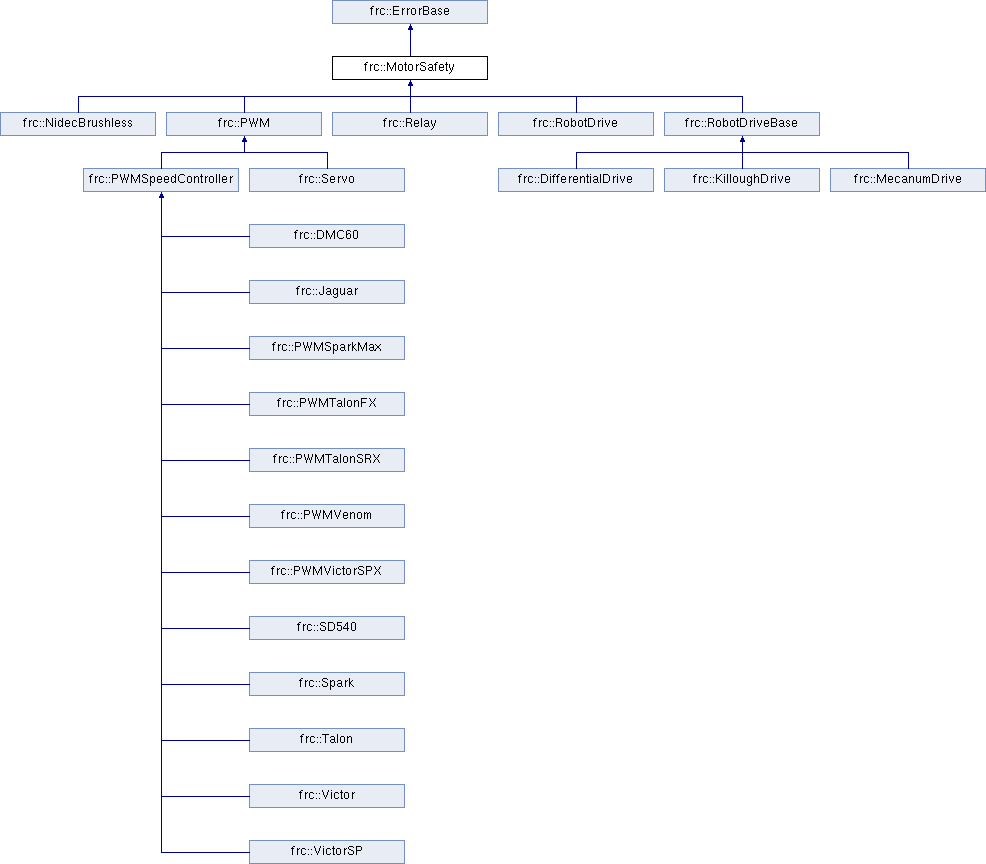 frc::ErrorBase
frc::MotorSafety
frc::NidecBrushless
frc::PWM
frc::Relay
frc::RobotDrive
frc::RobotDriveBase
frc::PWMSpeedController
frc::Servo
frc::DifferentialDrive
frc::KilloughDrive
frc::MecanumDrive
frc::DMC60
frc::Jaguar
frc::PWMSparkMax
frc::PWMTalonFX
frc::PWMTalonSRX
frc::PWMVenom
frc::PWMVictorSPX
frc::SD540
frc::Spark
frc::Talon
frc::Victor
frc::VictorSP